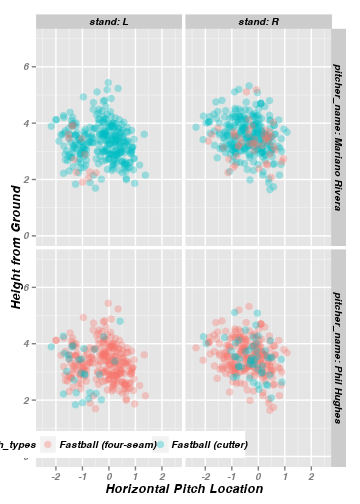 stand: L
stand: R
6
4
2
0
pitcher_name: Mariano Rivera
Height from Ground
6
4
2
pitcher_name: Phil Hughes
h_types Fastball (four-seam) Fastball (cutter)
-2 -1 0 1 2 -2 -1 0 1 2
Horizontal Pitch Location